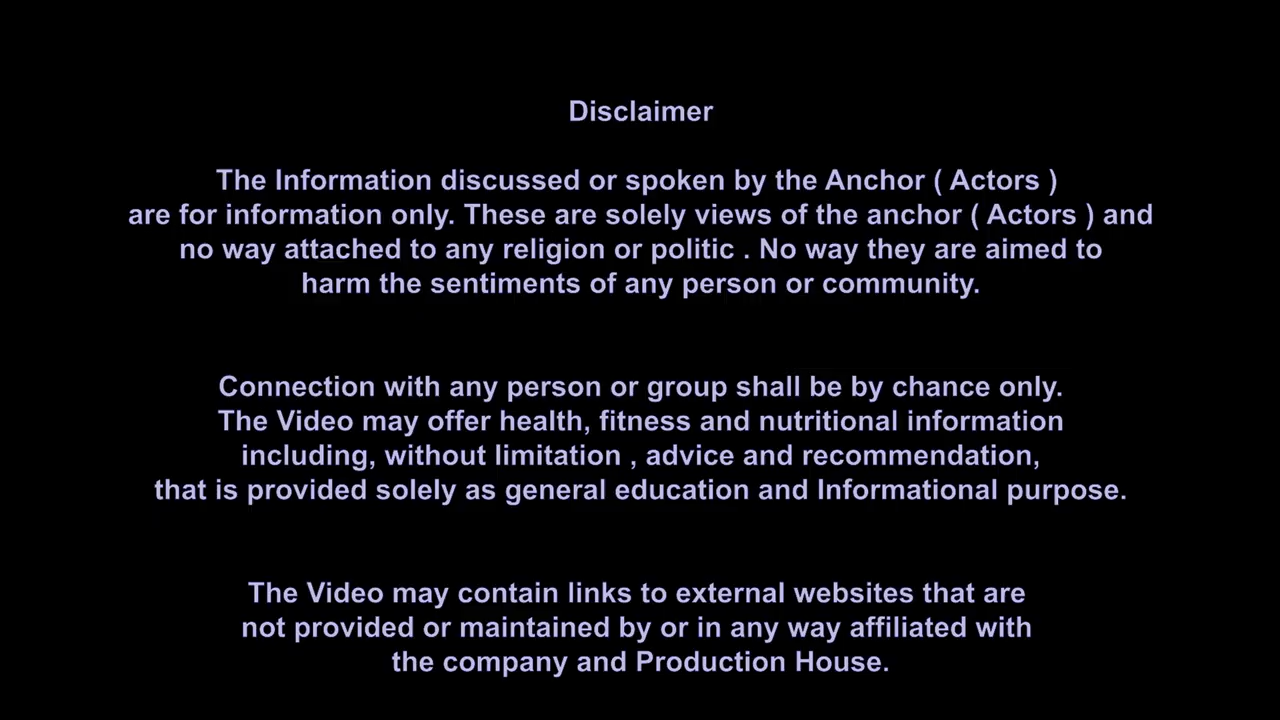 Disclaimer
The Information discussed or spoken by the Anchor ( Actors )
are for information only. These are solely views of the anchor ( Actors ) and
no way attached to any religion or politic . No way they are aimed to
harm the sentiments of any person or community.
Connection with any person or group shall be by chance only.
The Video may offer health, fitness and nutritional information
including, without limitation , advice and recommendation,
that is provided solely as general education and Informational purpose.
The Video may contain links to external websites that are
not provided or maintained by or in any way affiliated with
the company and Production House.